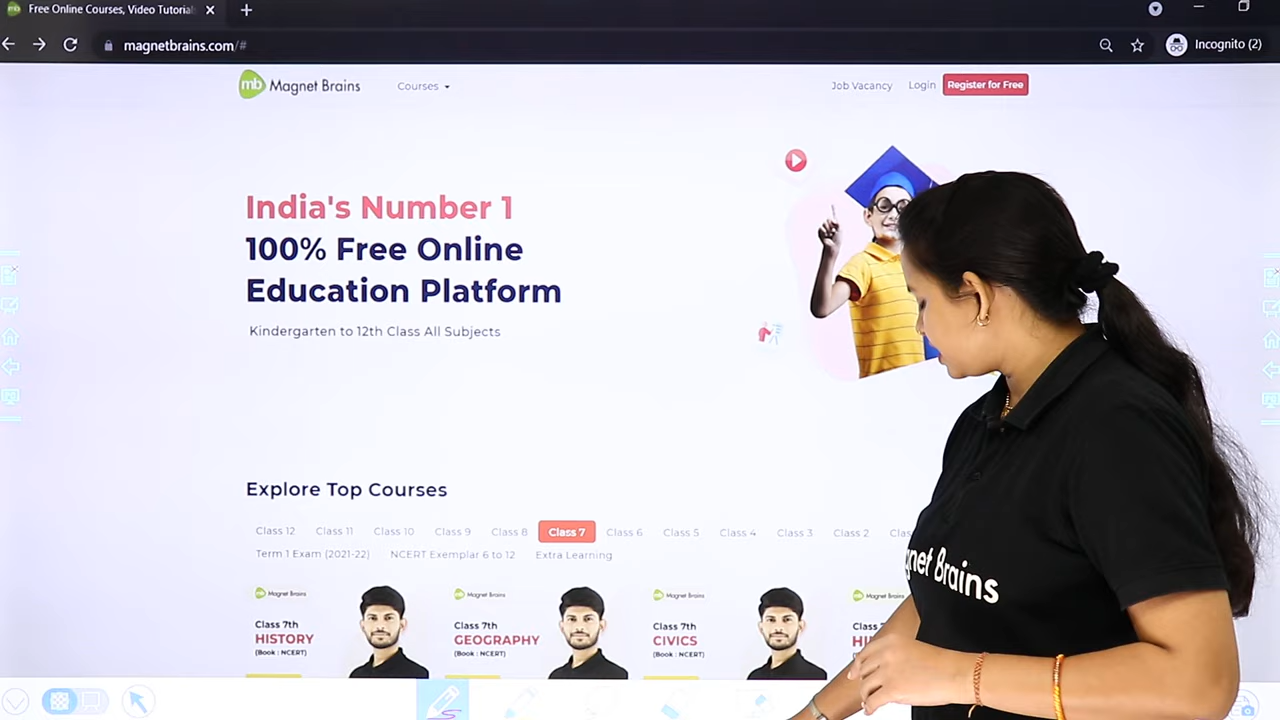 Free Online Courses, Video Tutoria
magnetbrains.com/#
Incognito (2)
mb Magnet Brains
Courses
Job Vacancy
Login
Register for Free
India's Number 1
100% Free Online
Education Platform
Kindergarten to 12th Class All Subjects
Explore Top Courses
Class 12 Class 11 Class 10 Class 9 Class 8 Class 7 Class 6 Class 5 Class 4 Class 3 Class 2
Term 1 Exam (2021-22) NCERT Exemplar 6 to 12 Extra Learning
Magnet Brains
Class 7th
HISTORY
(Book : NCERT)
Magnet Brains
Class 7th
GEOGRAPHY
(Book : NCERT)
Magnet Brains
Class 7th
CIVICS
(Book : NCERT)
Magnet Brains
gnet Brains